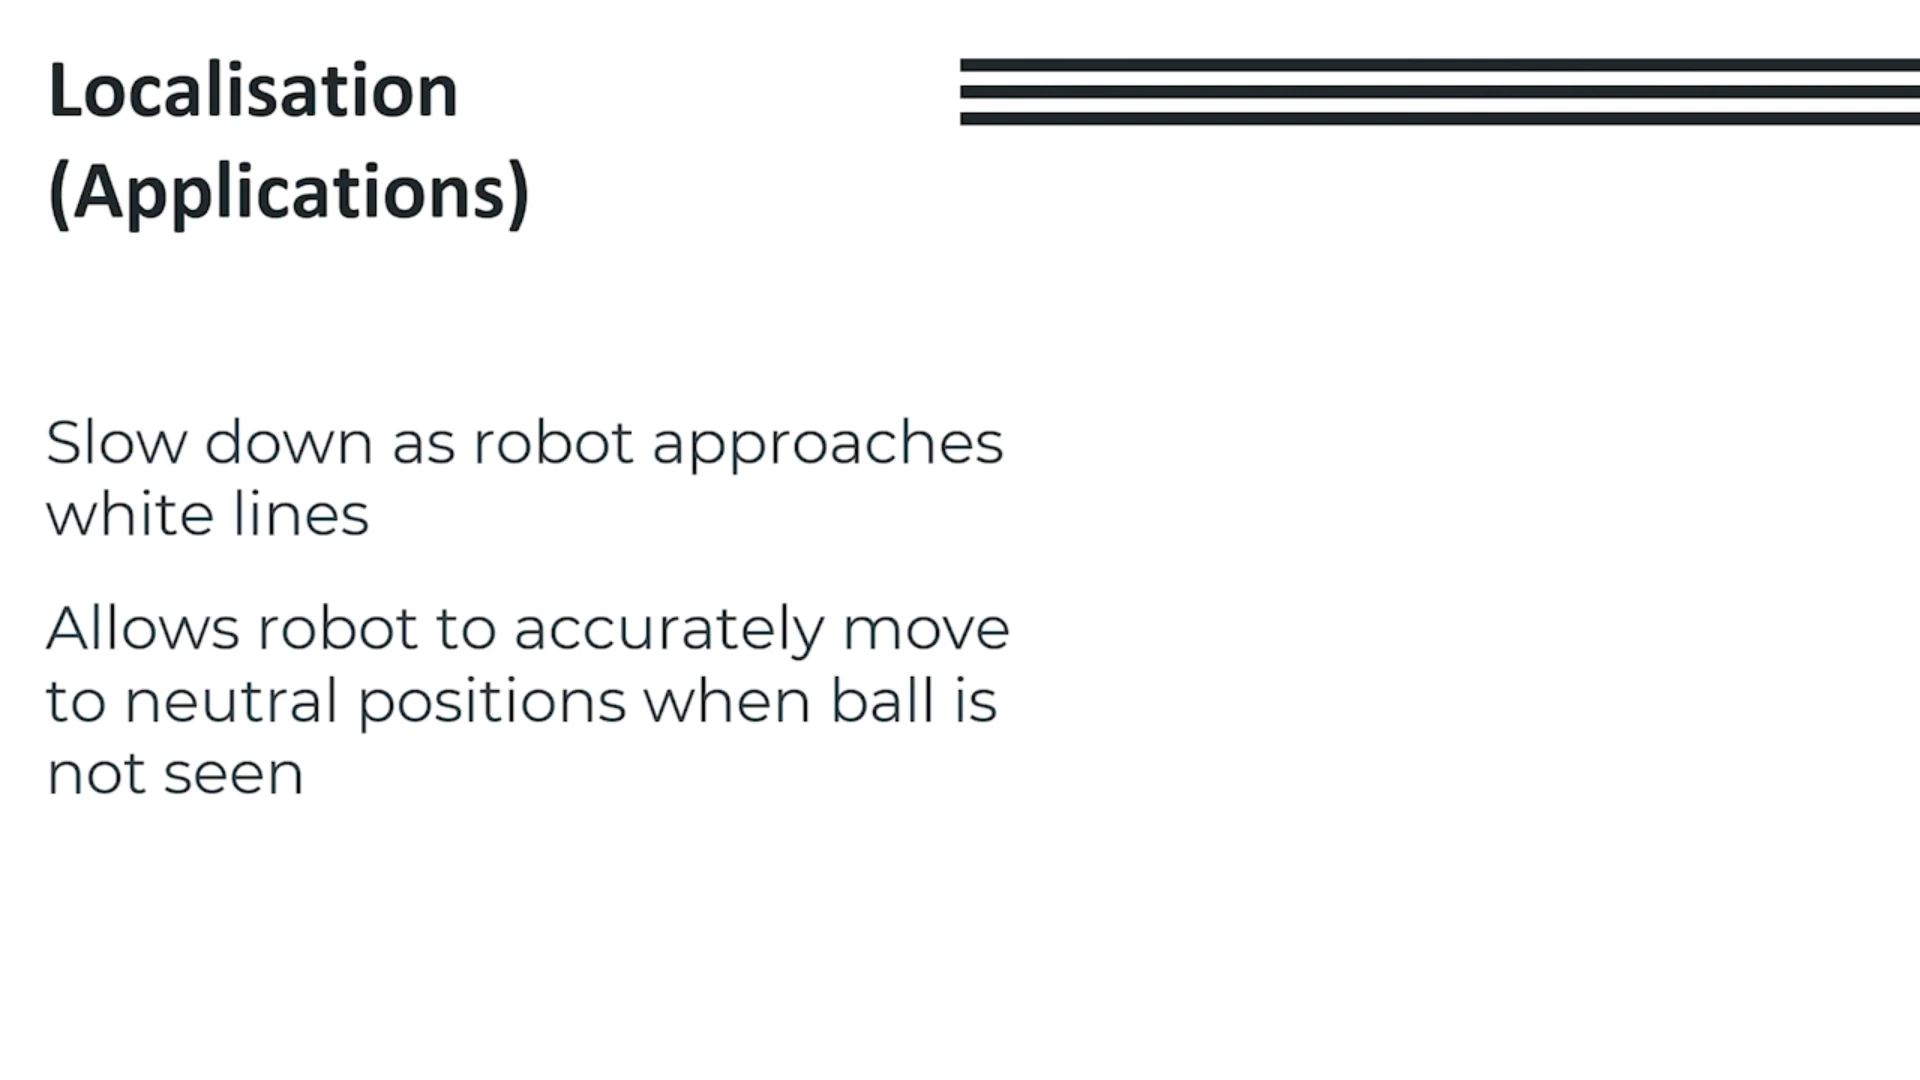 Localisation
(Applications)
Slow down as robot approaches
white lines
Allows robot to accurately move
to neutral positions when ball is
not seen